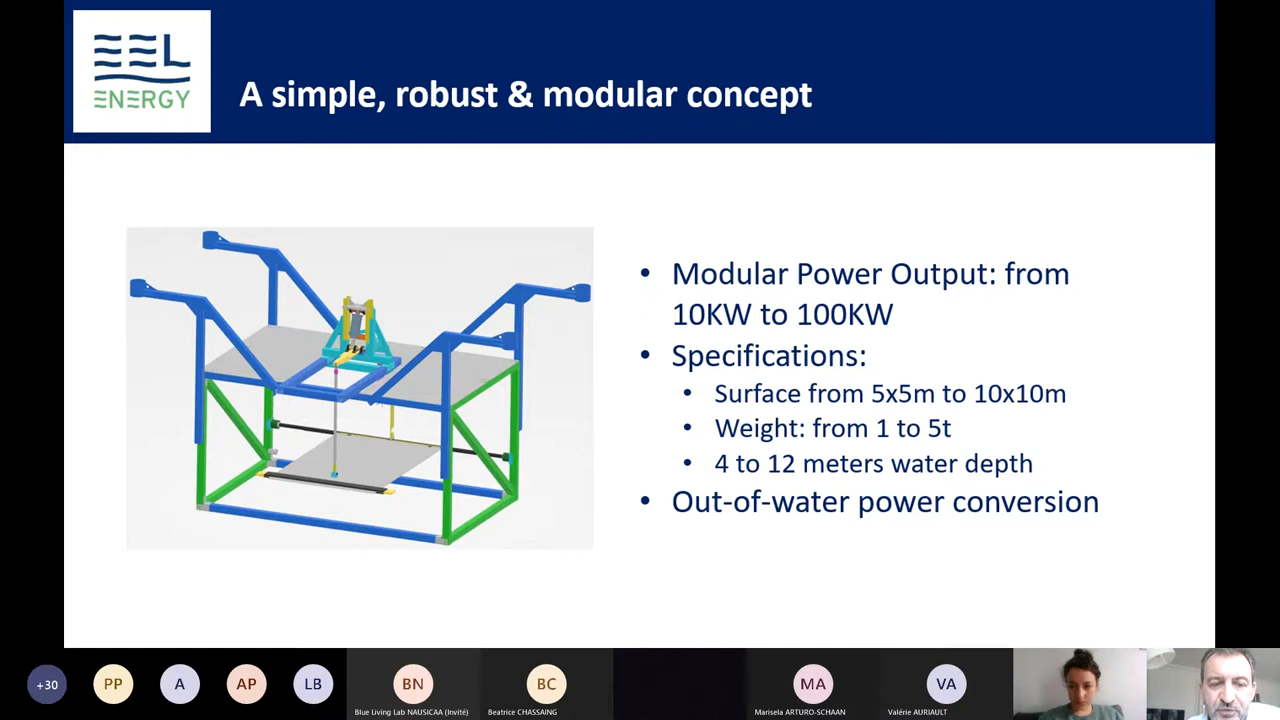 EEL
ENERGY
A simple, robust & modular concept
• Modular Power Output: from
10KW to 100KW
• Specifications:
• Surface from 5x5m to 10x10m
• Weight: from 1 to 5t
• 4 to 12 meters water depth
• Out-of-water power conversion
+30
PP
A
AP
LB
BN
BC
MA
VA
Blue Living Lab NAUSICAA (Invité)
Beatrice CHASSAING
Marisela ARTURO-SCHAAN
Valérie AURIAULT